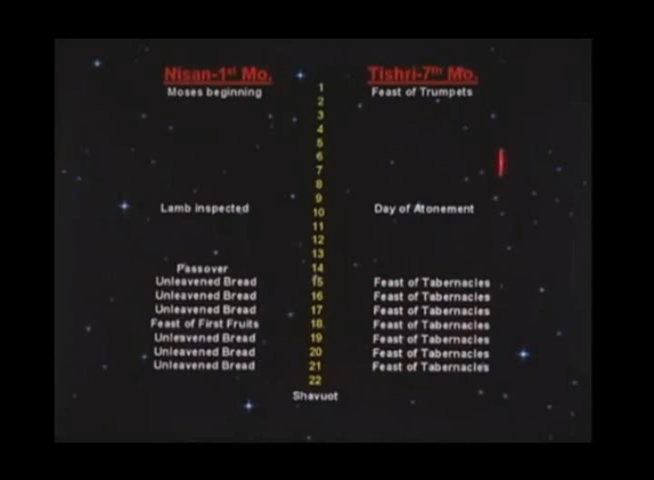 Nisan-1st Mo. Tishri-7th Mo.
Moses beginning 1 Feast of Trumpets
2
3
4
5
6
7
8
9
Lamb inspected 10 Day of Atonement
11
12
13
Passover 14
Unleavened Bread 15 Feast of Tabernacles
Unleavened Bread 16 Feast of Tabernacles
Unleavened Bread 17 Feast of Tabernacles
Feast of First Fruits 18 Feast of Tabernacles
Unleavened Bread 19 Feast of Tabernacles
Unleavened Bread 20 Feast of Tabernacles
Unleavened Bread 21 Feast of Tabernacles
22
Shavuot